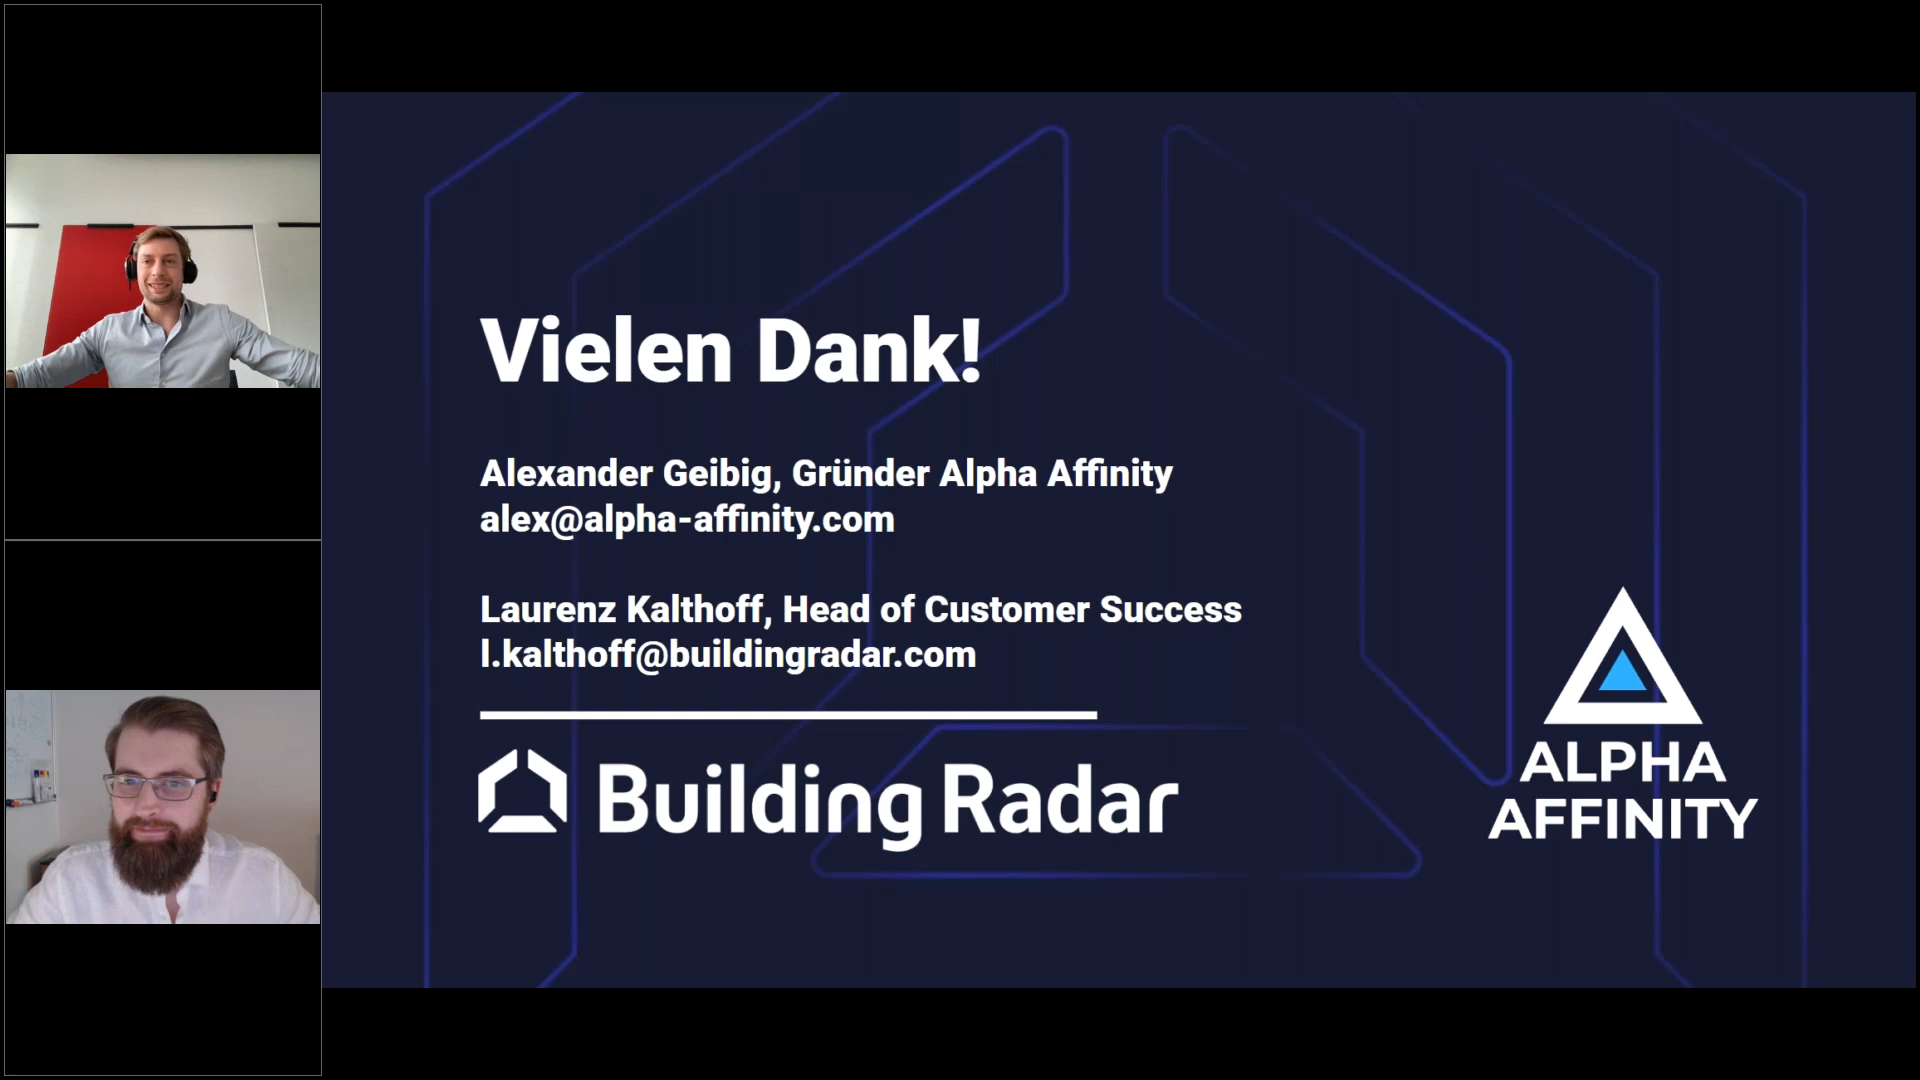 Vielen Dank!
Alexander Geibig, Gründer Alpha Affinity
alex@alpha-affinity.com
Laurenz Kalthoff, Head of Customer Success
l.kalthoff@buildingradar.com
Building Radar
ALPHA
AFFINITY